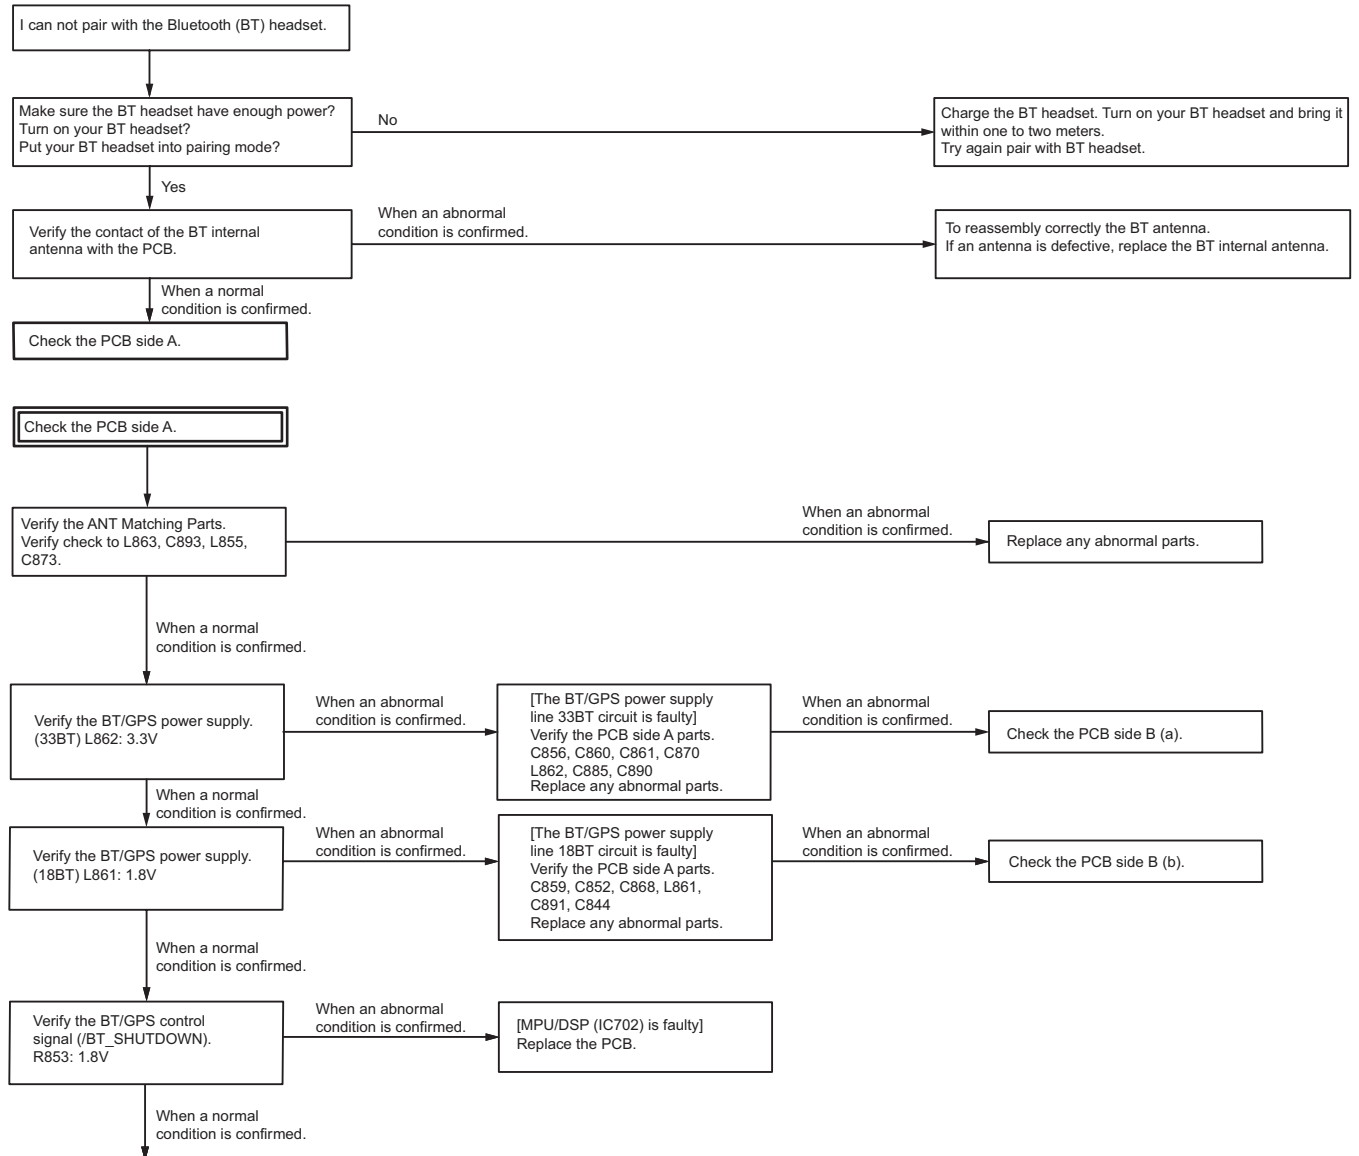 I can not pair with the Bluetooth (BT) headset.
Make sure the BT headset have enough power?
Turn on your BT headset?
Put your BT headset into pairing mode?
No
Charge the BT headset. Turn on your BT headset and bring it
within one to two meters.
Try again pair with BT headset.
Yes
Verify the contact of the BT internal
antenna with the PCB.
When an abnormal
condition is confirmed.
To reassembly correctly the BT antenna.
If an antenna is defective, replace the BT internal antenna.
When a normal
condition is confirmed.
Check the PCB side A.
Check the PCB side A.
Verify the ANT Matching Parts.
Verify check to L863, C893, L855,
C873.
When an abnormal
condition is confirmed.
Replace any abnormal parts.
When a normal
condition is confirmed.
Verify the BT/GPS power supply.
(33BT) L862: 3.3V
When an abnormal
condition is confirmed.
[The BT/GPS power supply
line 33BT circuit is faulty]
Verify the PCB side A parts.
C856, C860, C861, C870
L862, C885, C890
Replace any abnormal parts.
When an abnormal
condition is confirmed.
Check the PCB side B (a).
When a normal
condition is confirmed.
Verify the BT/GPS power supply.
(18BT) L861: 1.8V
When an abnormal
condition is confirmed.
[The BT/GPS power supply
line 18BT circuit is faulty]
Verify the PCB side A parts.
C859, C852, C868, L861,
C891, C844
Replace any abnormal parts.
When an abnormal
condition is confirmed.
Check the PCB side B (b).
When a normal
condition is confirmed.
Verify the BT/GPS control
signal (/BT_SHUTDOWN).
R853: 1.8V
When an abnormal
condition is confirmed.
[MPU/DSP (IC702) is faulty]
Replace the PCB.
When a normal
condition is confirmed.